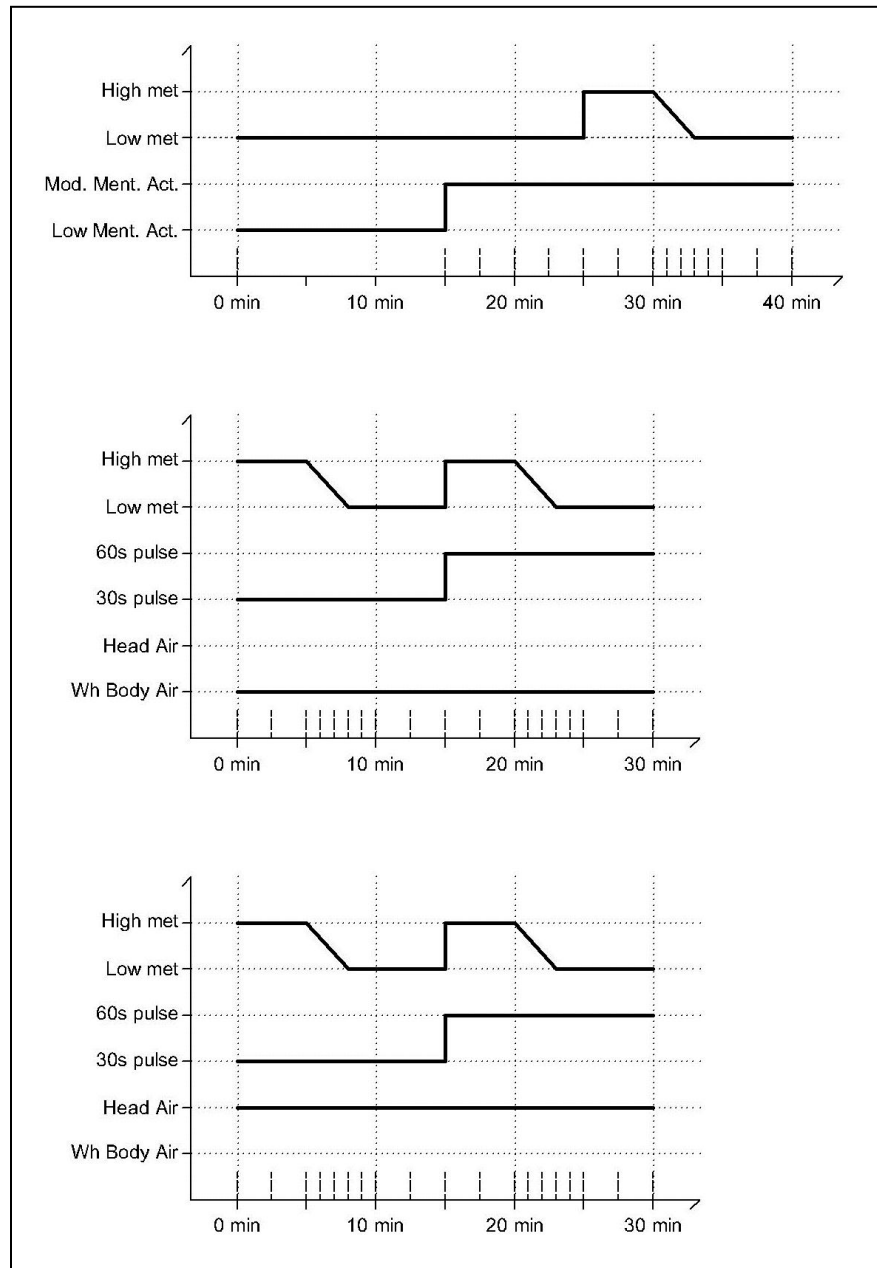 High met
Low met
Mod. Ment. Act.
Low Ment. Act.
0 min 10 min 20 min 30 min 40 min
High met
Low met
60s pulse
30s pulse
Head Air
Wh Body Air
0 min 10 min 20 min 30 min
High met
Low met
60s pulse
30s pulse
Head Air
Wh Body Air
0 min 10 min 20 min 30 min